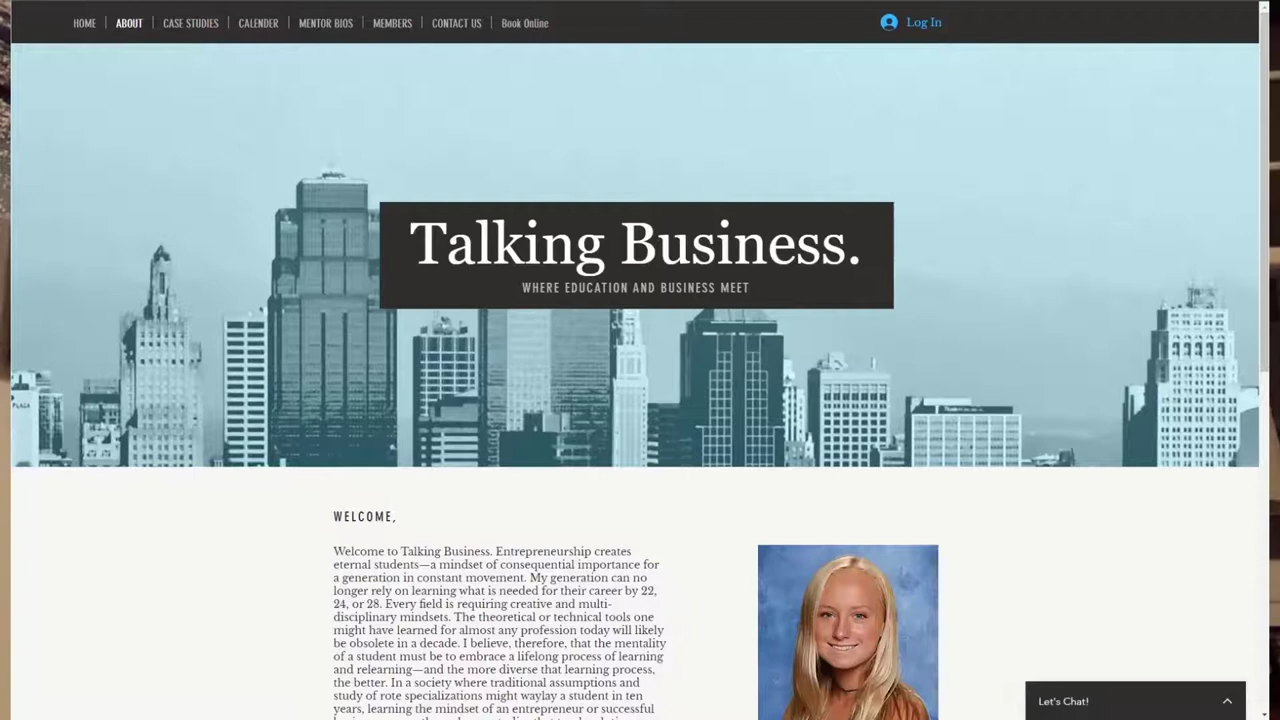 HOME
ABOUT
CASE STUDIES
CALENDER
MENTOR BIOS
MEMBERS
CONTACT US
Book Online
Log In
Talking Business.
WHERE EDUCATION AND BUSINESS MEET
WELCOME,
Welcome to Talking Business. Entrepreneurship creates
eternal students—a mindset of consequential importance for
a generation in constant movement. My generation can no
longer rely on learning what is needed for their career by 22,
24, or 28. Every field is requiring creative and multi-
disciplinary mindsets. The theoretical or technical tools one
might have learned for almost any profession today will likely
be obsolete in a decade. I believe, therefore, that the mentality
of a student must be to embrace a lifelong process of learning
and relearning—and the more diverse that learning process,
the better. In a society where traditional assumptions and
study of rote specializations might waylay a student in ten
years, learning the mindset of an entrepreneur or successful
Let's Chat!